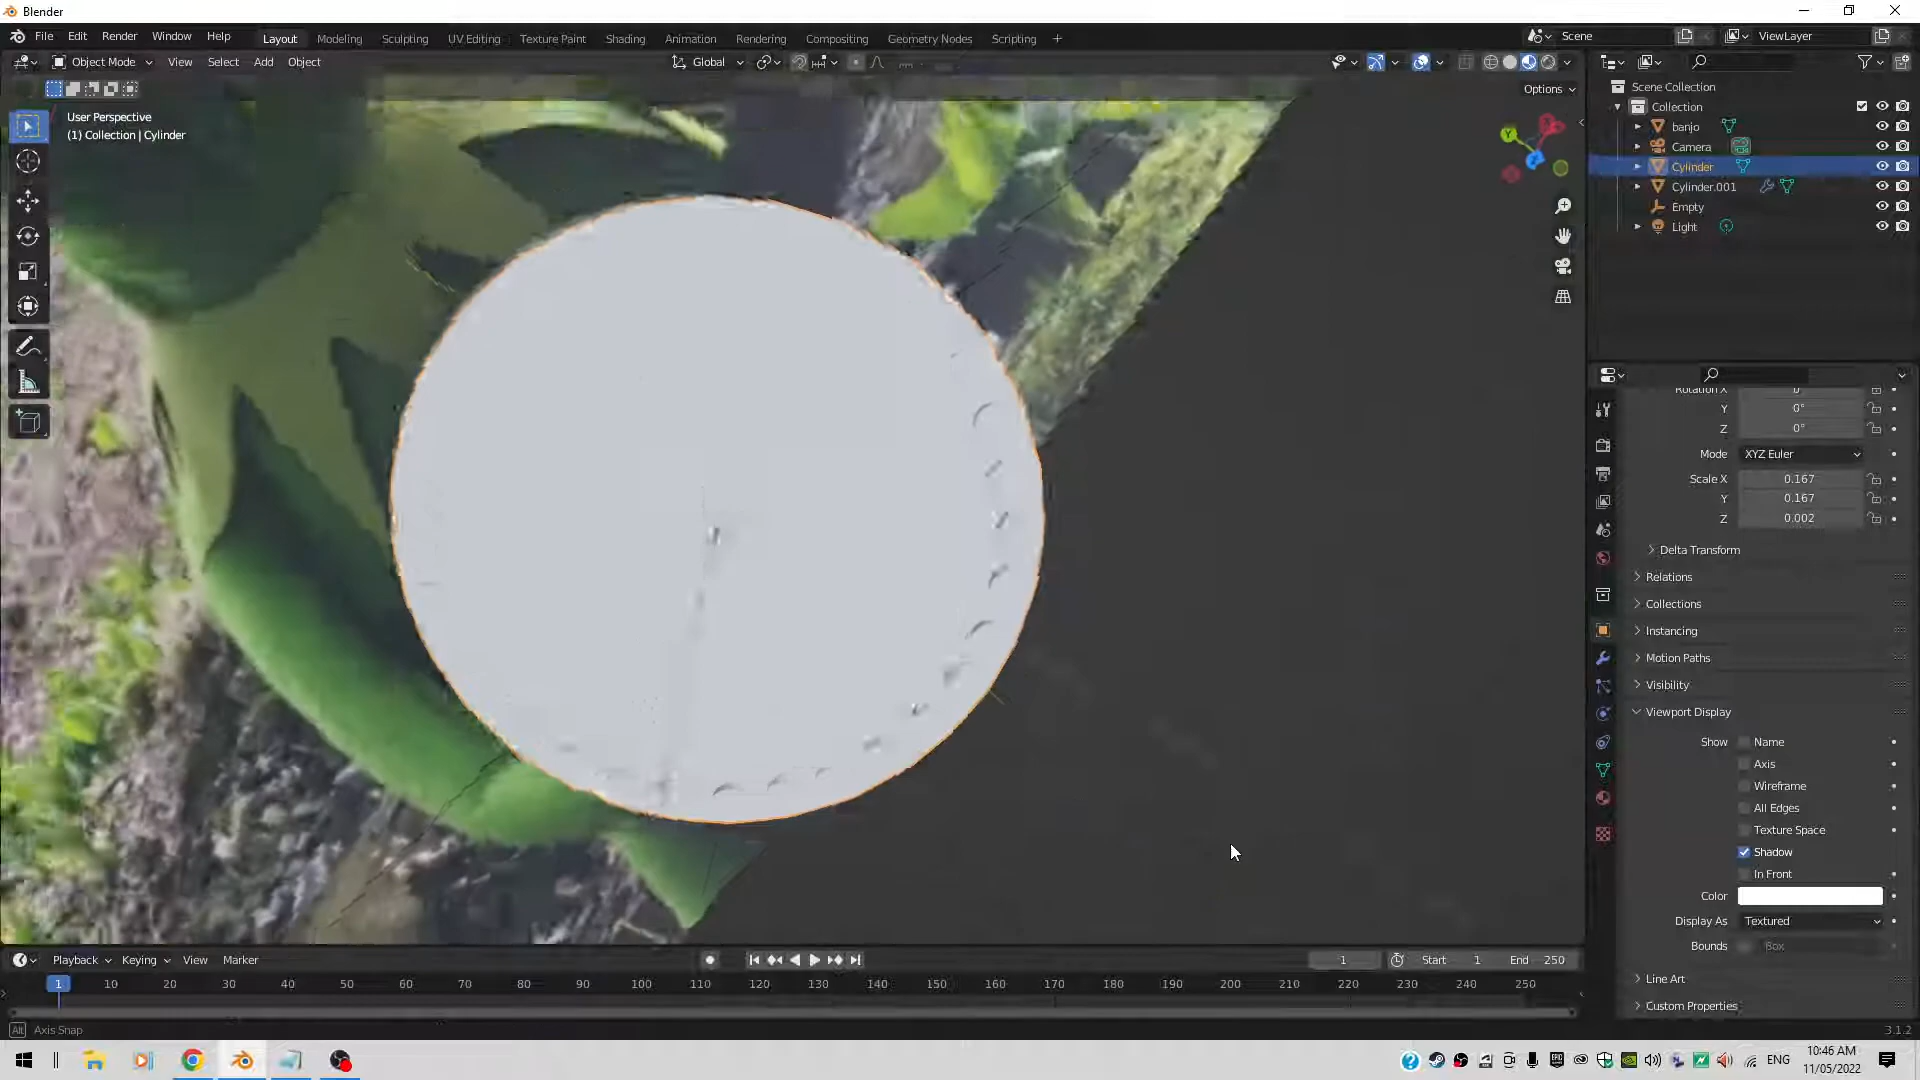 Blender
File Edit Render Window Help
Layout Modeling Sculpting UV Editing Texture Paint Shading Animation Rendering Compositing Geometry Nodes Scripting +
Scene
ViewLayer
Object Mode View Select Add Object
Global
Options
User Perspective
(1) Collection | Cylinder
Y
Z
Scene Collection
Collection
banjo
Camera
Cylinder
Cylinder.001
Empty
Light
Rotation X 0°
Y 0°
Z 0°
Mode XYZ Euler
Scale X 0.167
Y 0.167
Z 0.002
Delta Transform
Relations
Collections
Instancing
Motion Paths
Visibility
Viewport Display
Show Name
Axis
Wireframe
All Edges
Texture Space
Shadow
In Front
Color
Display As Textured
Bounds Box
Line Art
Custom Properties
Playback Keying View Marker
1 Start 1 End 250
1 10 20 30 40 50 60 70 80 90 100 110 120 130 140 150 160 170 180 190 200 210 220 230 240 250
Alt Axis Snap
3.1.2
ENG
10:46 AM
11/05/2022